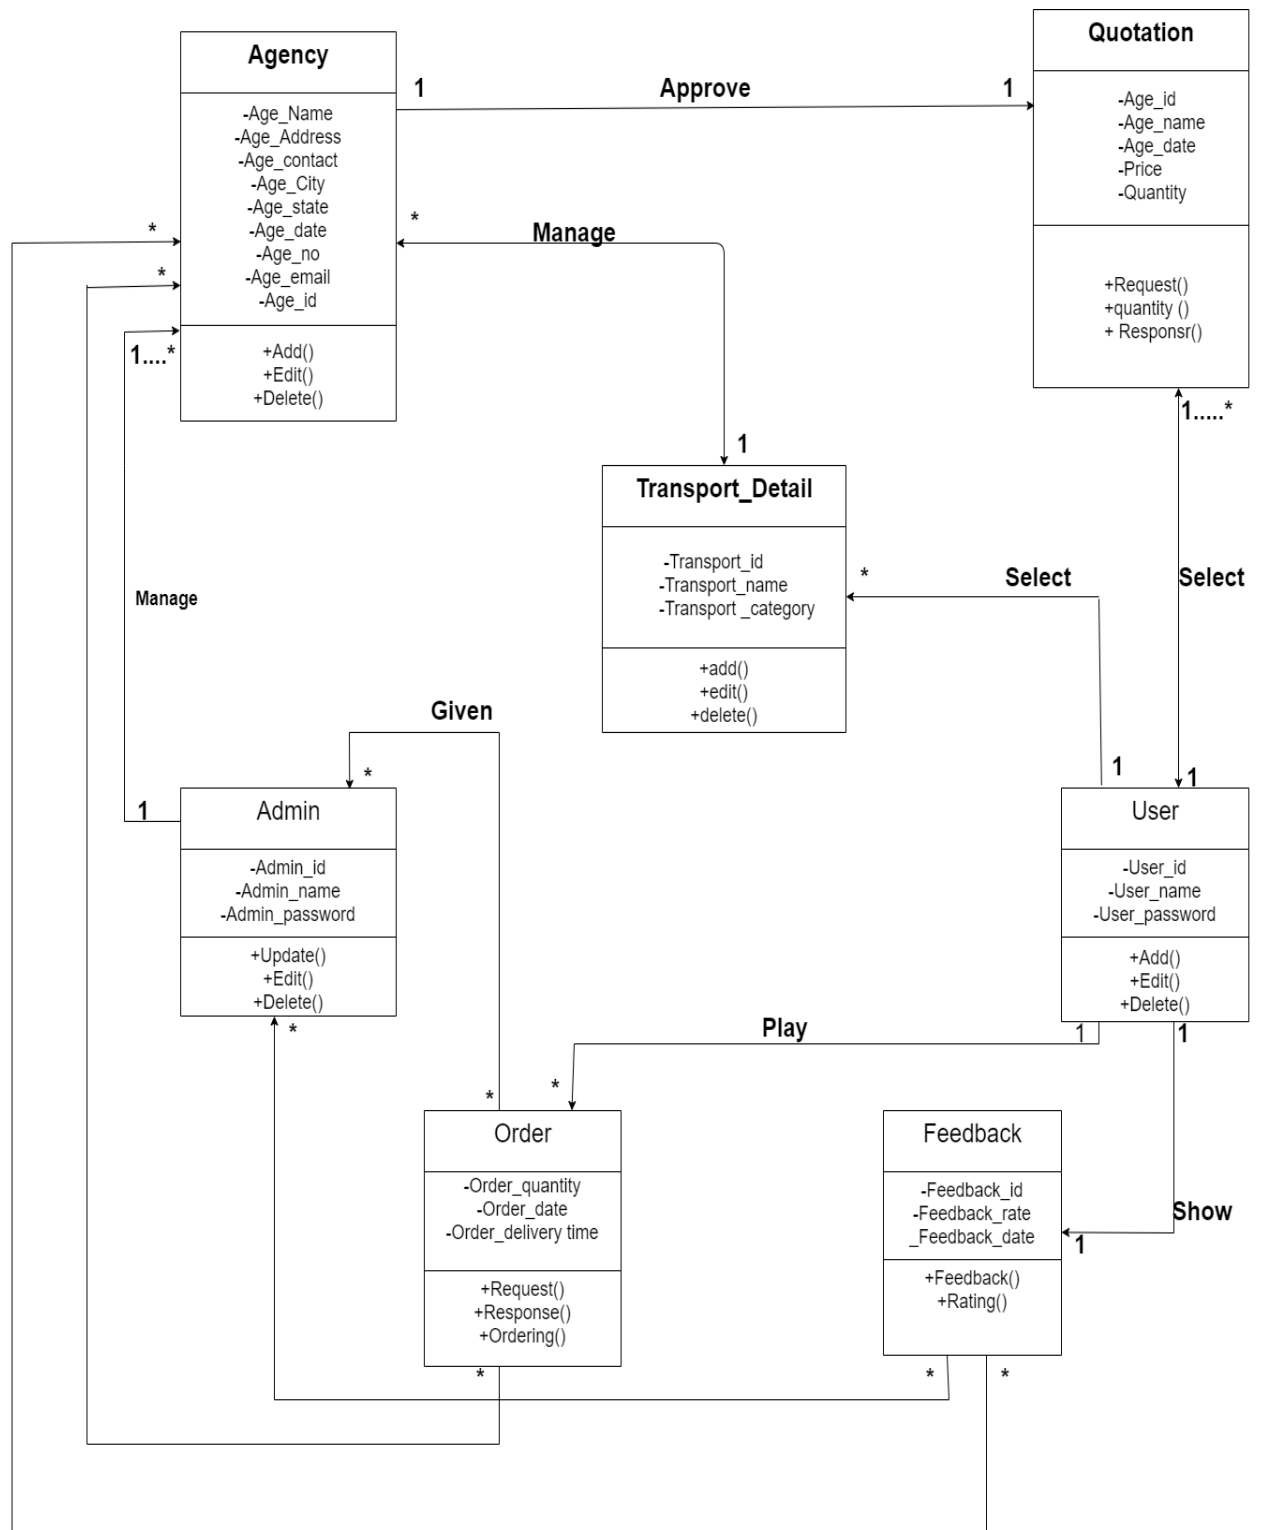 Agency
-Age_Name
-Age_Address
-Age_contact
-Age_City
-Age_state
-Age_date
-Age_no
-Age_email
-Age_id
+Add()
+Edit()
+Delete()
1
Approve
1
Quotation
-Age_id
-Age_name
-Age_date
-Price
-Quantity
+Request()
+quantity ()
+ Responsr()
*
*
1....*
*
Manage
1
1.....*
Transport_Detail
-Transport_id
-Transport_name
-Transport _category
+add()
+edit()
+delete()
*
Select
Select
1
1
Manage
Given
*
1
Admin
-Admin_id
-Admin_name
-Admin_password
+Update()
+Edit()
+Delete()
*
User
-User_id
-User_name
-User_password
+Add()
+Edit()
+Delete()
1
1
Play
*
*
Order
-Order_quantity
-Order_date
-Order_delivery time
+Request()
+Response()
+Ordering()
*
Feedback
-Feedback_id
-Feedback_rate
_Feedback_date
+Feedback()
+Rating()
Show
1
*
*